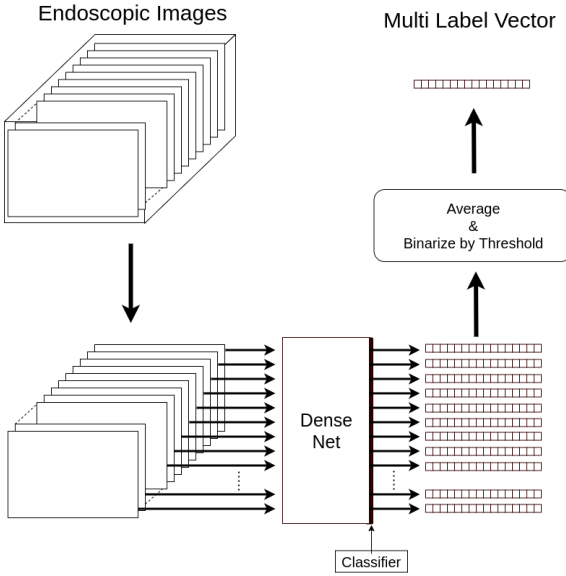 Endoscopic Images
Multi Label Vector
Average
&
Binarize by Threshold
Dense
Net
Classifier